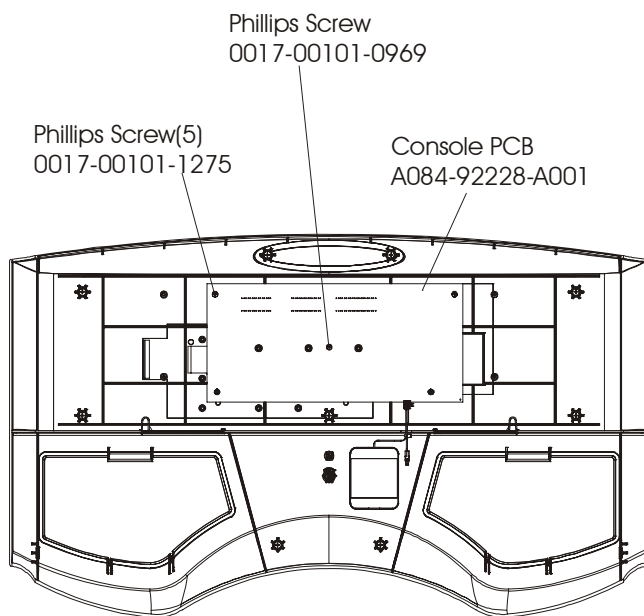 Phillips Screw
0017-00101-0969
Phillips Screw(5)
0017-00101-1275
Console PCB
A084-92228-A001